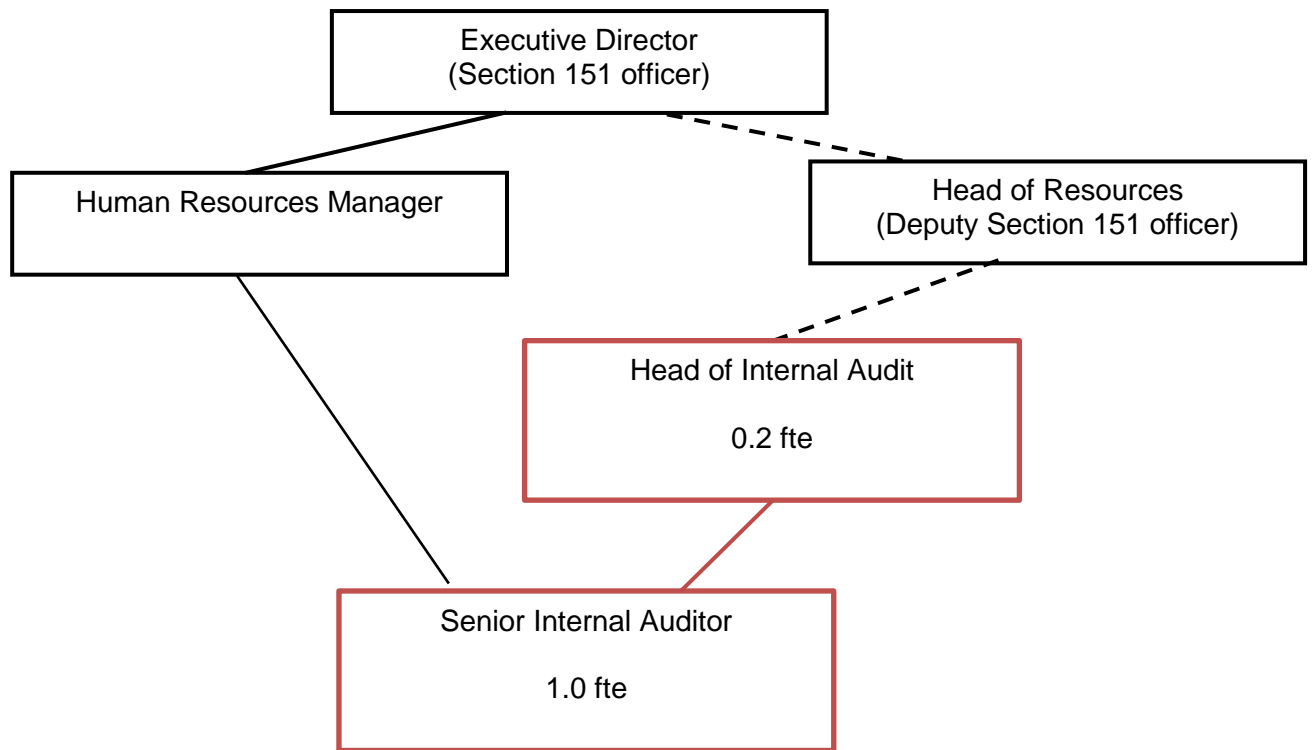 Executive Director
(Section 151 officer)
Human Resources Manager
Head of Resources
(Deputy Section 151 officer)
Head of Internal Audit
0.2 fte
Senior Internal Auditor
1.0 fte